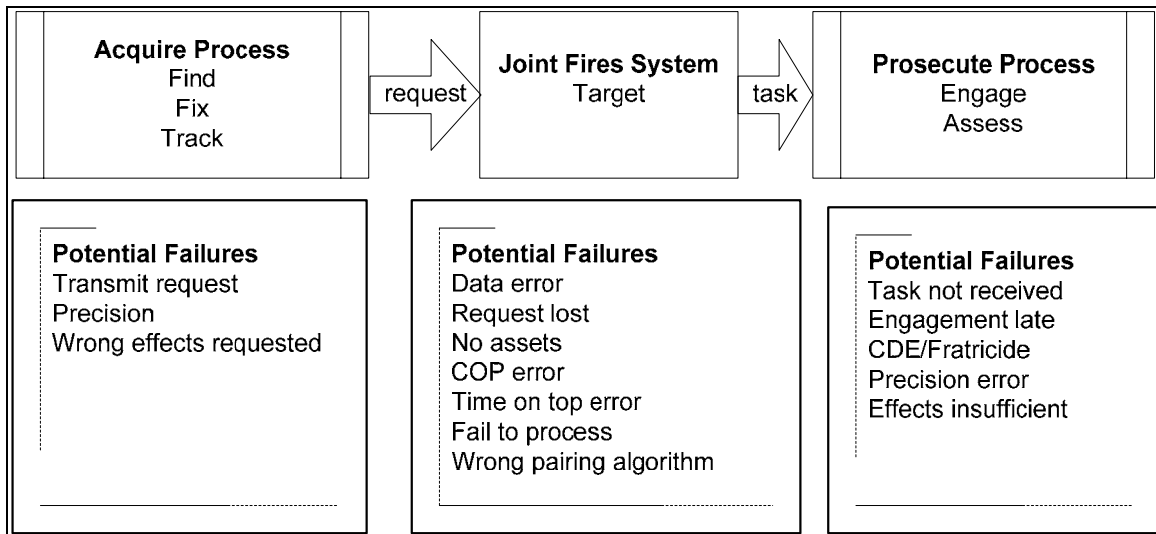 Acquire Process
Find
Fix
Track
request
Joint Fires System
Target
task
Prosecute Process
Engage
Assess
Potential Failures
Transmit request
Precision
Wrong effects requested
Potential Failures
Data error
Request lost
No assets
COP error
Time on top error
Fail to process
Wrong pairing algorithm
Potential Failures
Task not received
Engagement late
CDE/Fratricide
Precision error
Effects insufficient